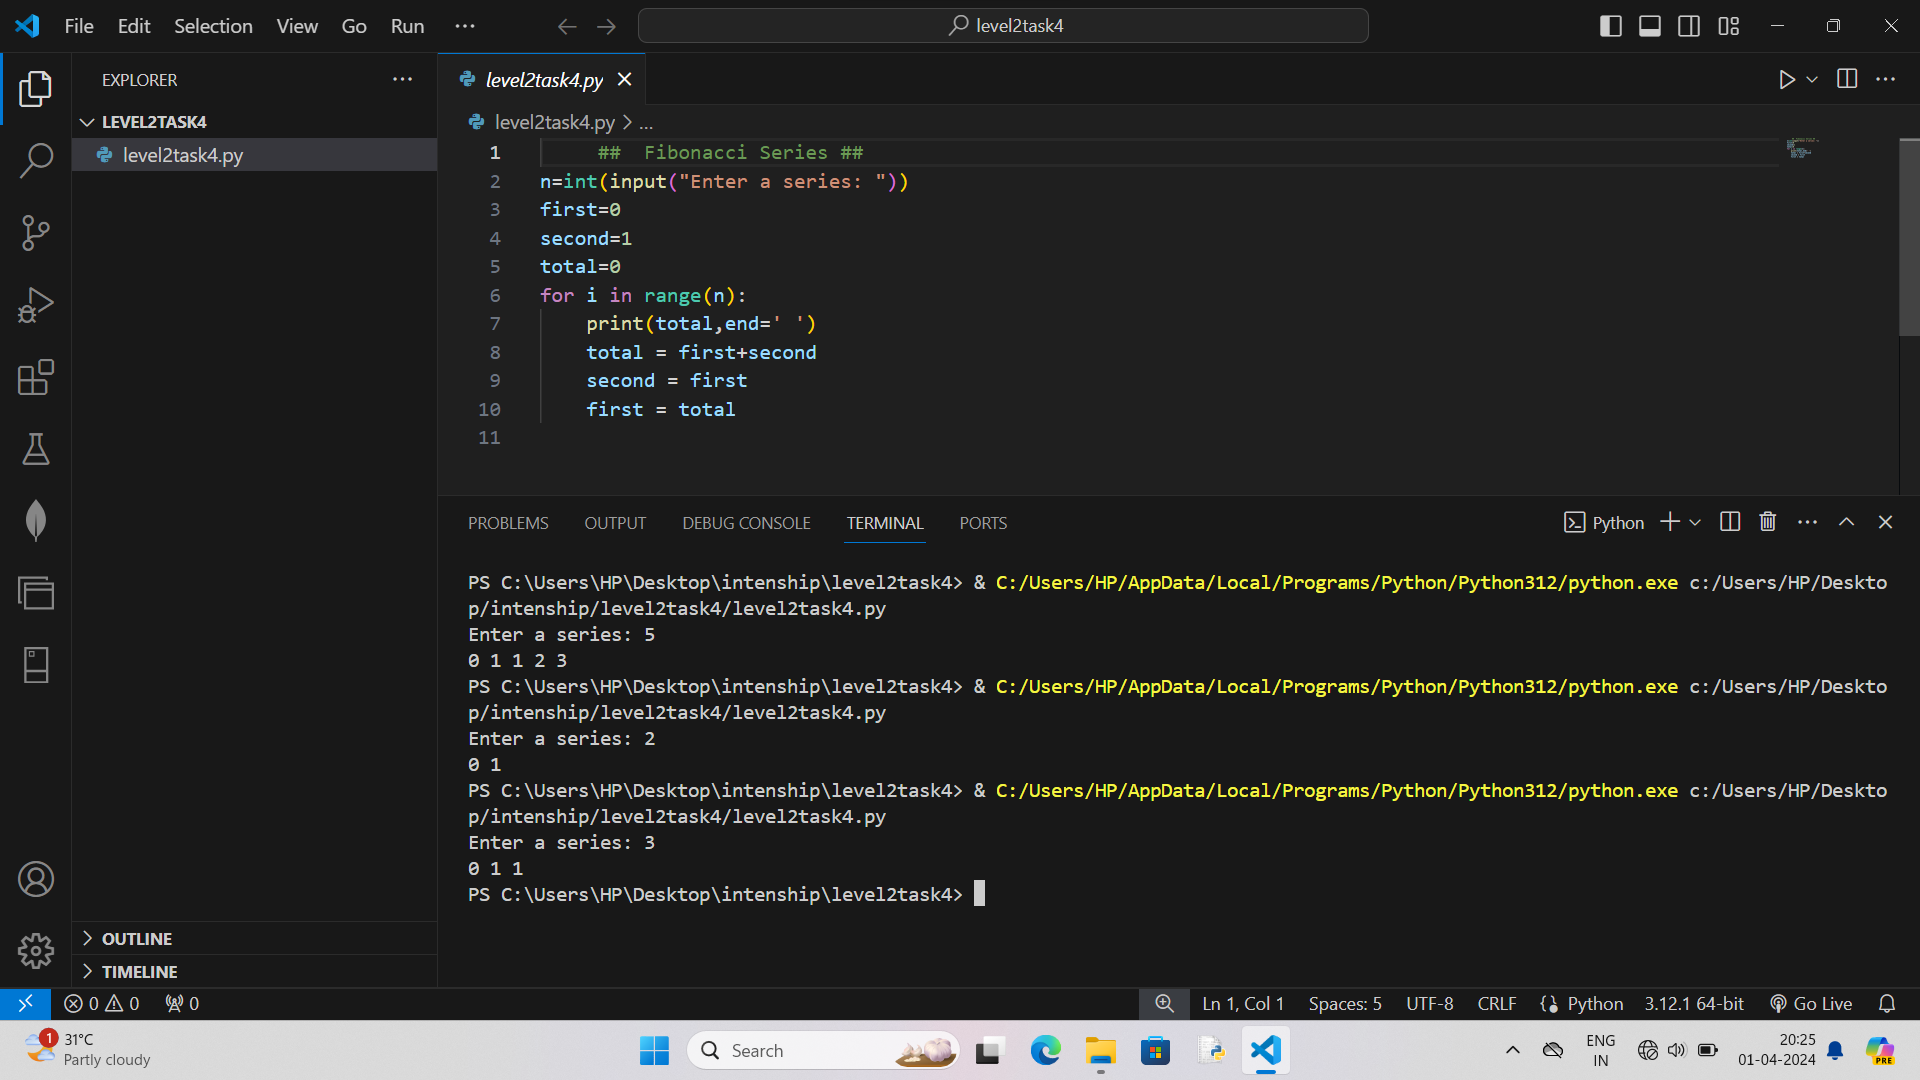 File Edit Selection View Go Run ···
level2task4
EXPLORER ···
LEVEL2TASK4
level2task4.py
OUTLINE
TIMELINE
level2task4.py
level2task4.py > ...
1 ##  Fibonacci Series ##
2 n=int(input("Enter a series: "))
3 first=0
4 second=1
5 total=0
6 for i in range(n):
7     print(total,end=' ')
8     total = first+second
9     second = first
10     first = total
11
PROBLEMS OUTPUT DEBUG CONSOLE TERMINAL PORTS
Python
PS C:\Users\HP\Desktop\intenship\level2task4> & C:/Users/HP/AppData/Local/Programs/Python/Python312/python.exe c:/Users/HP/Deskto
p/intenship/level2task4/level2task4.py
Enter a series: 5
0 1 1 2 3
PS C:\Users\HP\Desktop\intenship\level2task4> & C:/Users/HP/AppData/Local/Programs/Python/Python312/python.exe c:/Users/HP/Deskto
p/intenship/level2task4/level2task4.py
Enter a series: 2
0 1
PS C:\Users\HP\Desktop\intenship\level2task4> & C:/Users/HP/AppData/Local/Programs/Python/Python312/python.exe c:/Users/HP/Deskto
p/intenship/level2task4/level2task4.py
Enter a series: 3
0 1 1
PS C:\Users\HP\Desktop\intenship\level2task4>
0 0 0 Ln 1, Col 1 Spaces: 5 UTF-8 CRLF {} Python 3.12.1 64-bit Go Live
1
31°C
Partly cloudy
Search
ENG
IN
20:25
01-04-2024
PRE